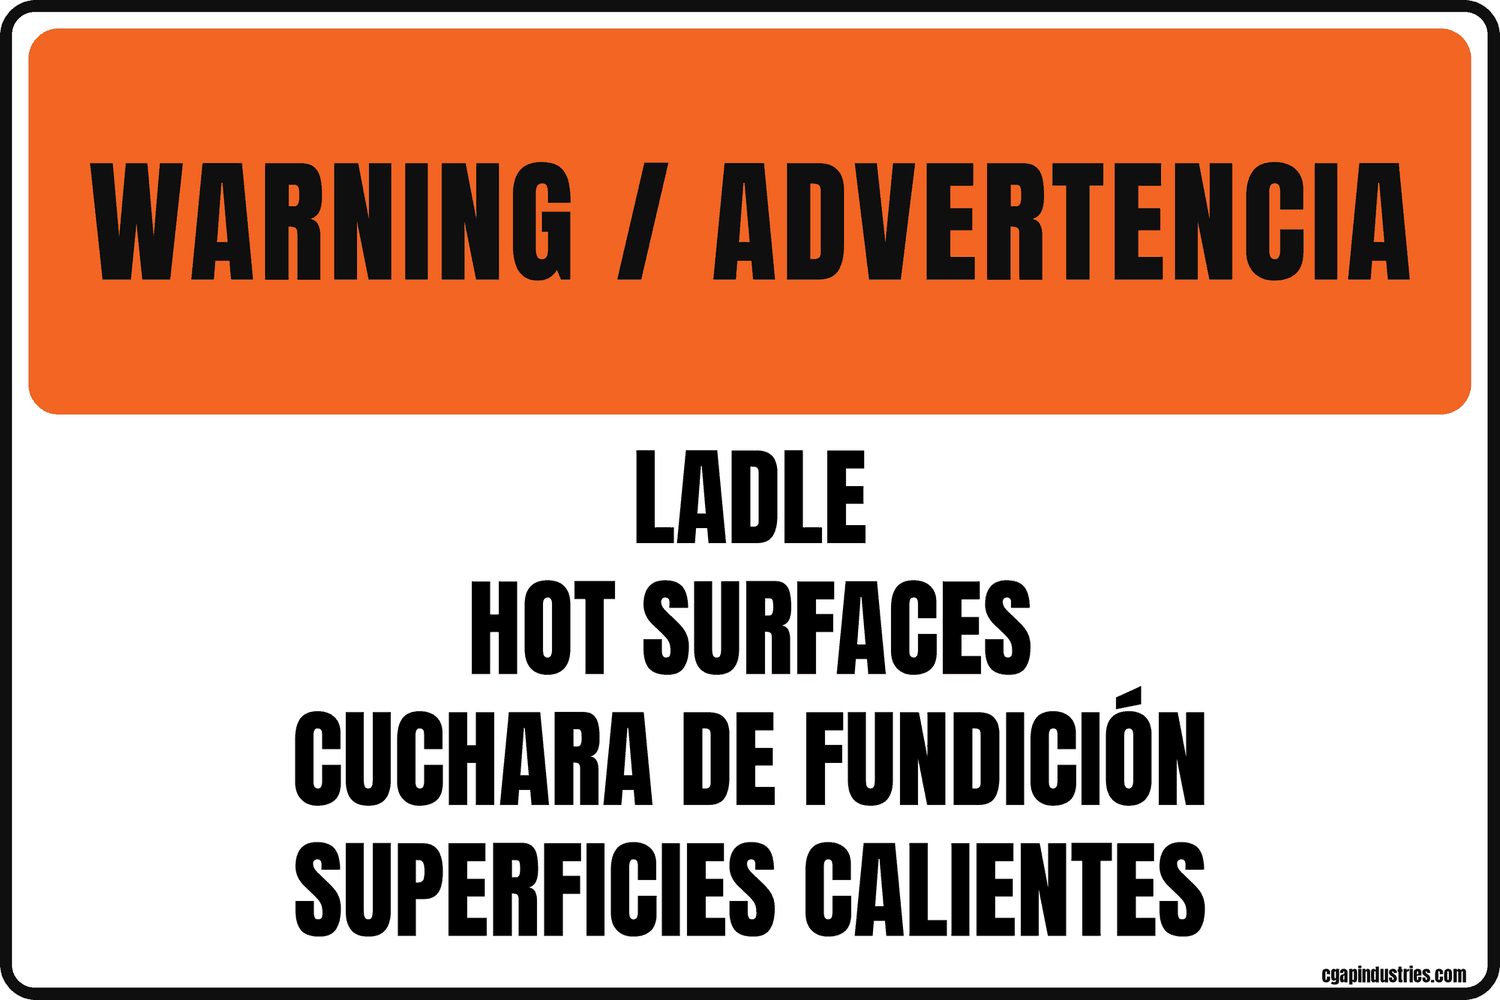 WARNING / ADVERTENCIA
LADLE
HOT SURFACES
CUCHARA DE FUNDICIÓN
SUPERFICIES CALIENTES
cgapindustries.com